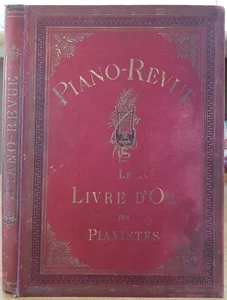 PIANO-REVUE
PIANO-REVUE
LE
LIVRE D'OR
DES
PIANISTES